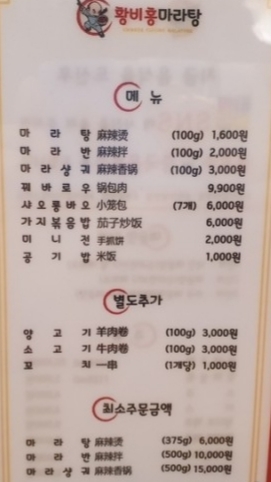 황비홍마라탕
메 뉴
마라탕 麻辣烫 (100g) 1,600원
마라반 麻辣拌 (100g) 2,000원
마라샹궈 麻辣香锅 (100g) 3,000원
꿔바로우 锅包肉 9,900원
샤오롱바오 小笼包 (7개) 6,000원
가지볶음밥 茄子炒饭 6,000원
미니전 手抓饼 2,000원
공기밥 米饭 1,000원
별도추가
양고기 羊肉卷 (100g) 3,000원
소고기 牛肉卷 (100g) 3,000원
꼬치 一串 (1개당) 1,000원
최소주문금액
마라탕 麻辣烫 (375g) 6,000원
마라반 麻辣拌 (500g) 10,000원
마라샹궈 麻辣香锅 (500g) 15,000원